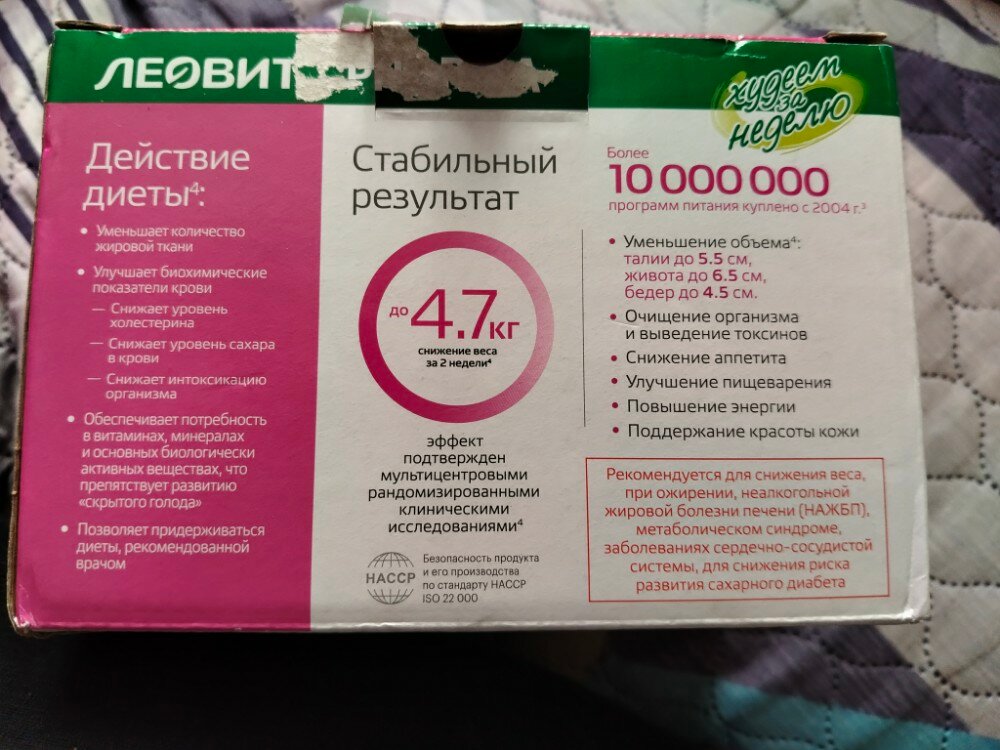 ЛЕОВИТ
худеем
за
неделю
Действие
диеты⁴:
• Уменьшает количество
жировой ткани
• Улучшает биохимические
показатели крови
— Снижает уровень
холестерина
— Снижает уровень сахара
в крови
— Снижает интоксикацию
организма
• Обеспечивает потребность
в витаминах, минералах
и основных биологически
активных веществах, что
препятствует развитию
«скрытого голода»
• Позволяет придерживаться
диеты, рекомендованной
врачом
Стабильный
результат
до 4.7кг
снижение веса
за 2 недели⁴
эффект
подтвержден
мультицентровыми
рандомизированными
клиническими
исследованиями⁴
HACCP
Безопасность продукта
и его производства
по стандарту HACCP
ISO 22 000
Более
10 000 000
программ питания куплено с 2004 г.³
• Уменьшение объема⁴:
талии до 5.5 см,
живота до 6.5 см,
бедер до 4.5 см.
• Очищение организма
и выведение токсинов
• Снижение аппетита
• Улучшение пищеварения
• Повышение энергии
• Поддержание красоты кожи
Рекомендуется для снижения веса,
при ожирении, неалкогольной
жировой болезни печени (НАЖБП),
метаболическом синдроме,
заболеваниях сердечно-сосудистой
системы, для снижения риска
развития сахарного диабета